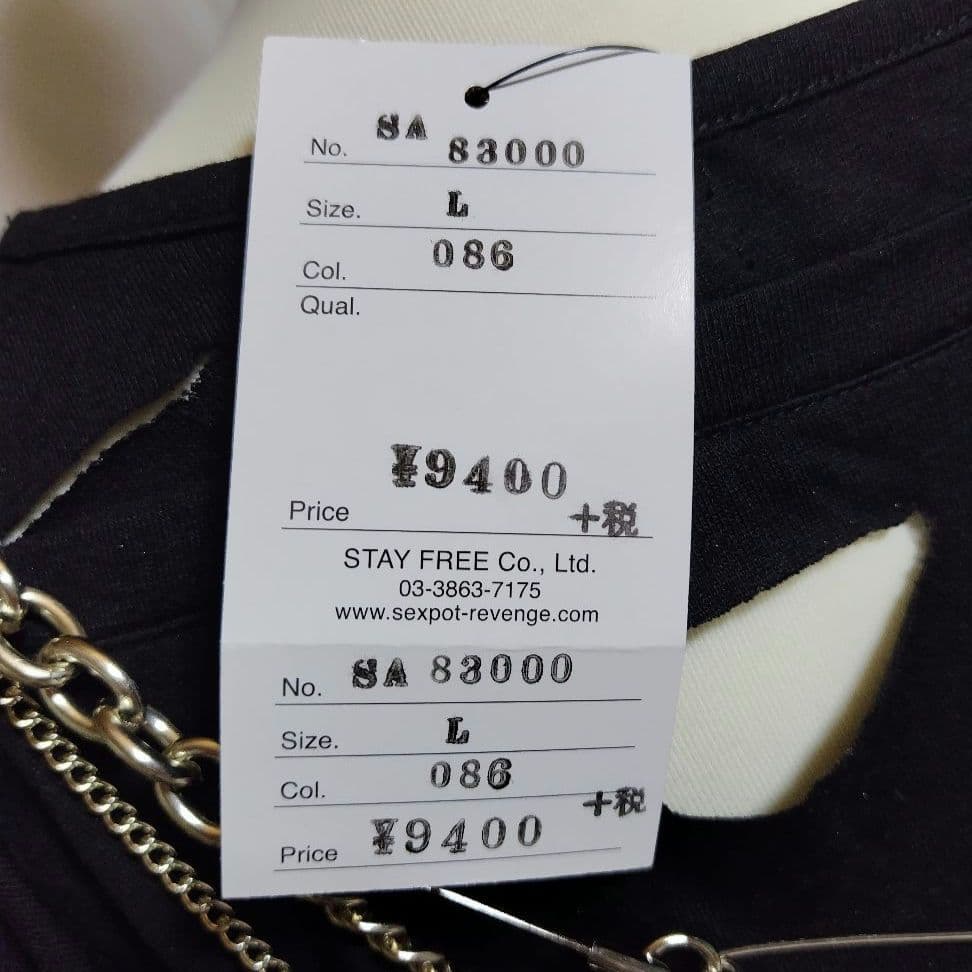 No. SA 83000
Size. L
Col. 086
Qual.
Price ¥9400 +税
STAY FREE Co., Ltd.
03-3863-7175
www.sexpot-revenge.com
No. SA 83000
Size. L
Col. 086
Price ¥9400 +税